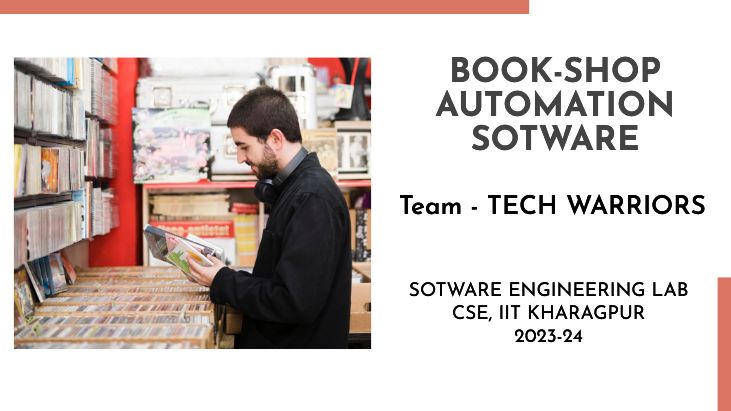 BOOK-SHOP
AUTOMATION
SOTWARE
Team - TECH WARRIORS
SOTWARE ENGINEERING LAB
CSE, IIT KHARAGPUR
2023-24